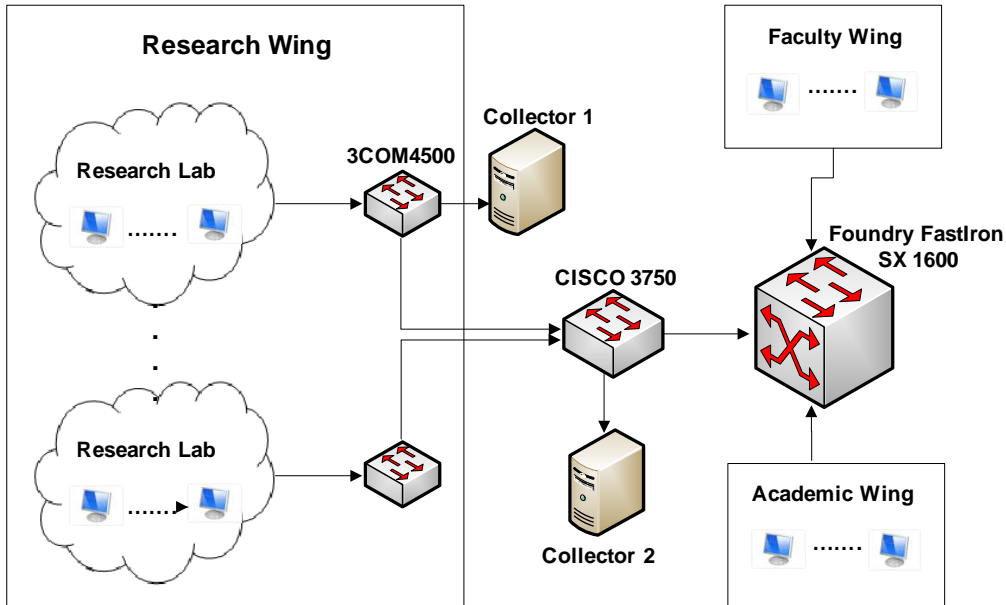 Research Wing
Research Lab
.......
3COM4500
Collector 1
Faculty Wing
.......
Foundry FastIron
SX 1600
CISCO 3750
Research Lab
.......
Collector 2
Academic Wing
.......